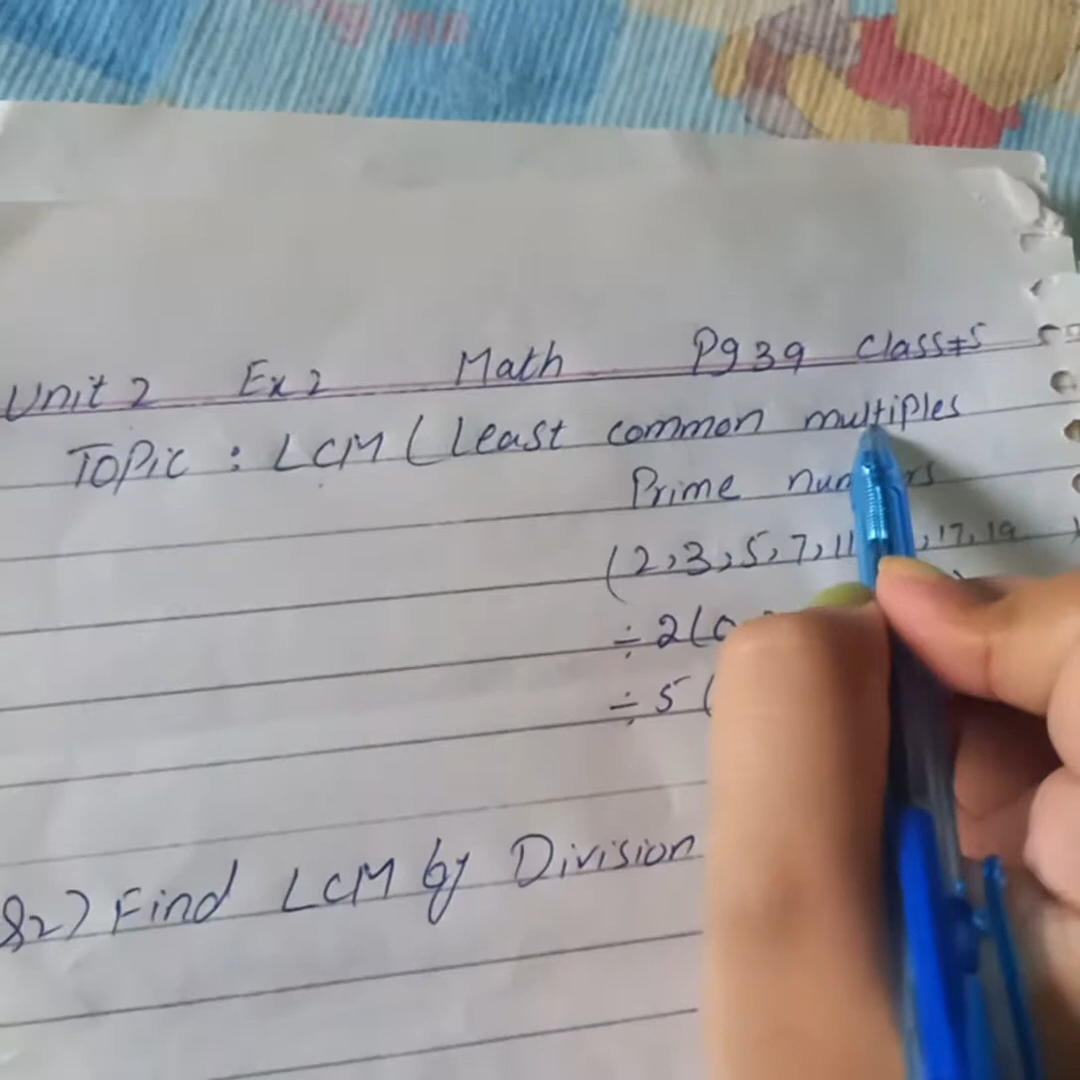 Unit 2 Ex 2 Math Pg 39 Class 5
Topic : LCM ( Least common multiples
Prime
(2,3,5,7,11 ,17,19 )
÷ 2 (0
÷ 5 (
Q2) Find LCM by Division